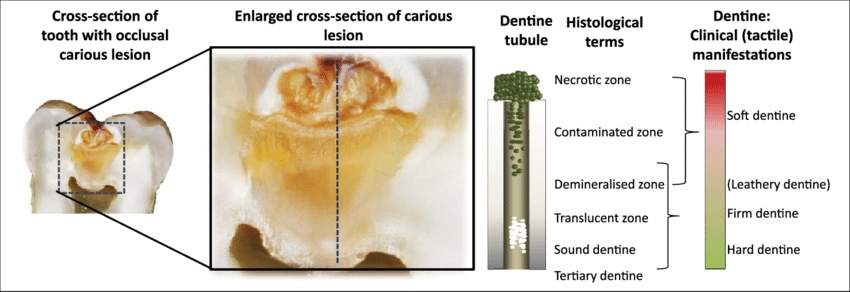 Cross-section of
tooth with occlusal
carious lesion
Enlarged cross-section of carious
lesion
Dentine
tubule
Histological
terms
Dentine:
Clinical (tactile)
manifestations
Necrotic zone
Contaminated zone
Demineralised zone
Translucent zone
Sound dentine
Tertiary dentine
Soft dentine
(Leathery dentine)
Firm dentine
Hard dentine